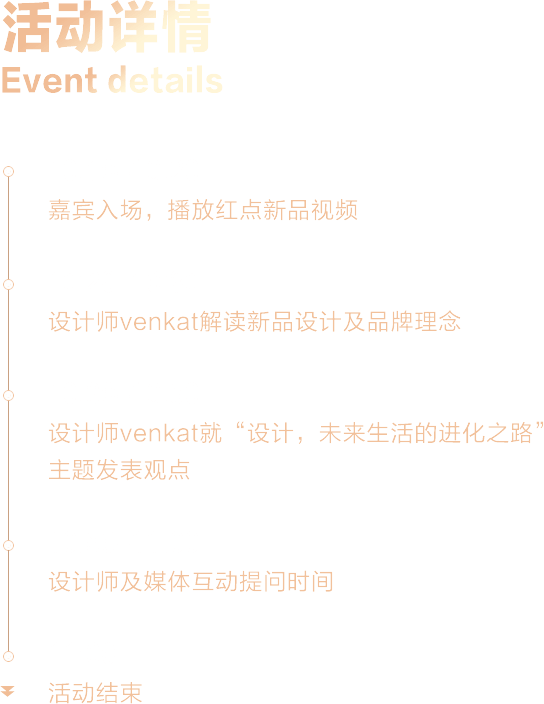 活动详情
Event details
嘉宾入场，播放红点新品视频
设计师venkat解读新品设计及品牌理念
设计师venkat就“设计，未来生活的进化之路”
主题发表观点
设计师及媒体互动提问时间
活动结束